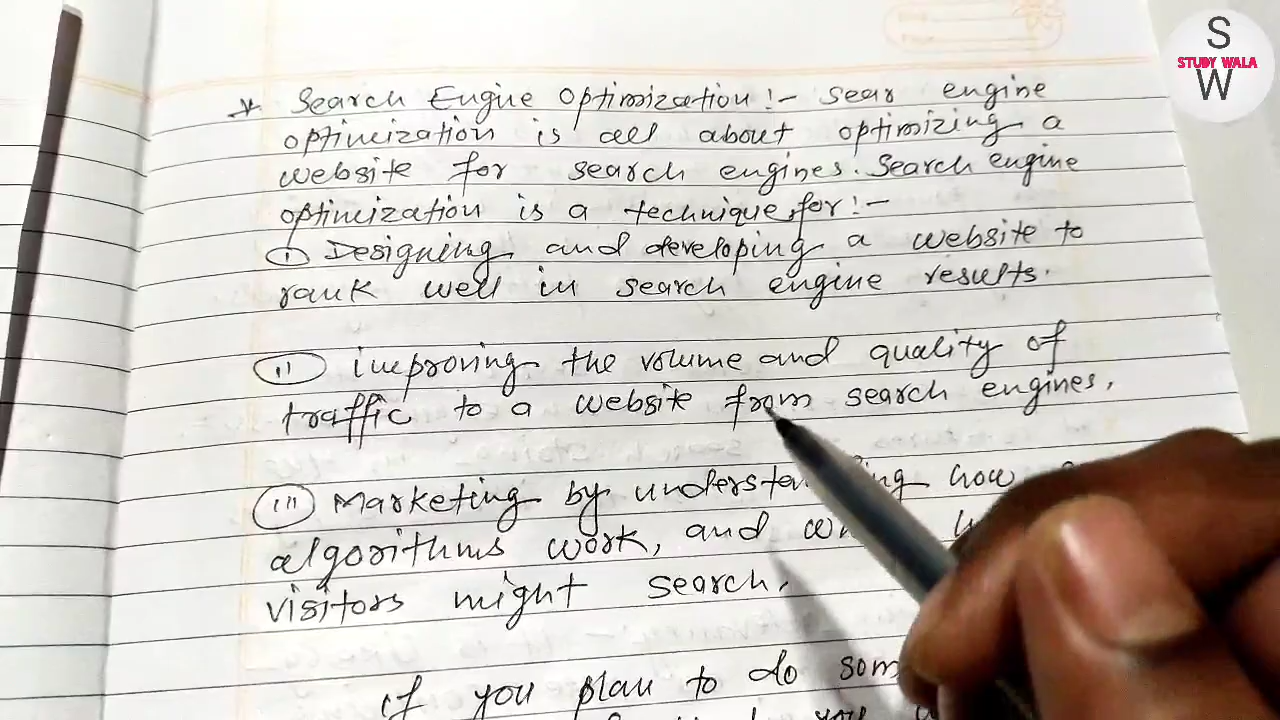 S
STUDY WALA
W
* Search Engine Optimization :- Sear engine
optimization is all about optimizing a
website for search engines. Search engine
optimization is a technique for :-
(i) Designing and developing a website to
rank well in search engine results.
(ii) improving the volume and quality of
traffic to a website from search engines.
(iii) Marketing by understanding how
algorithms work, and
visitors might search.
if you plan to do
you